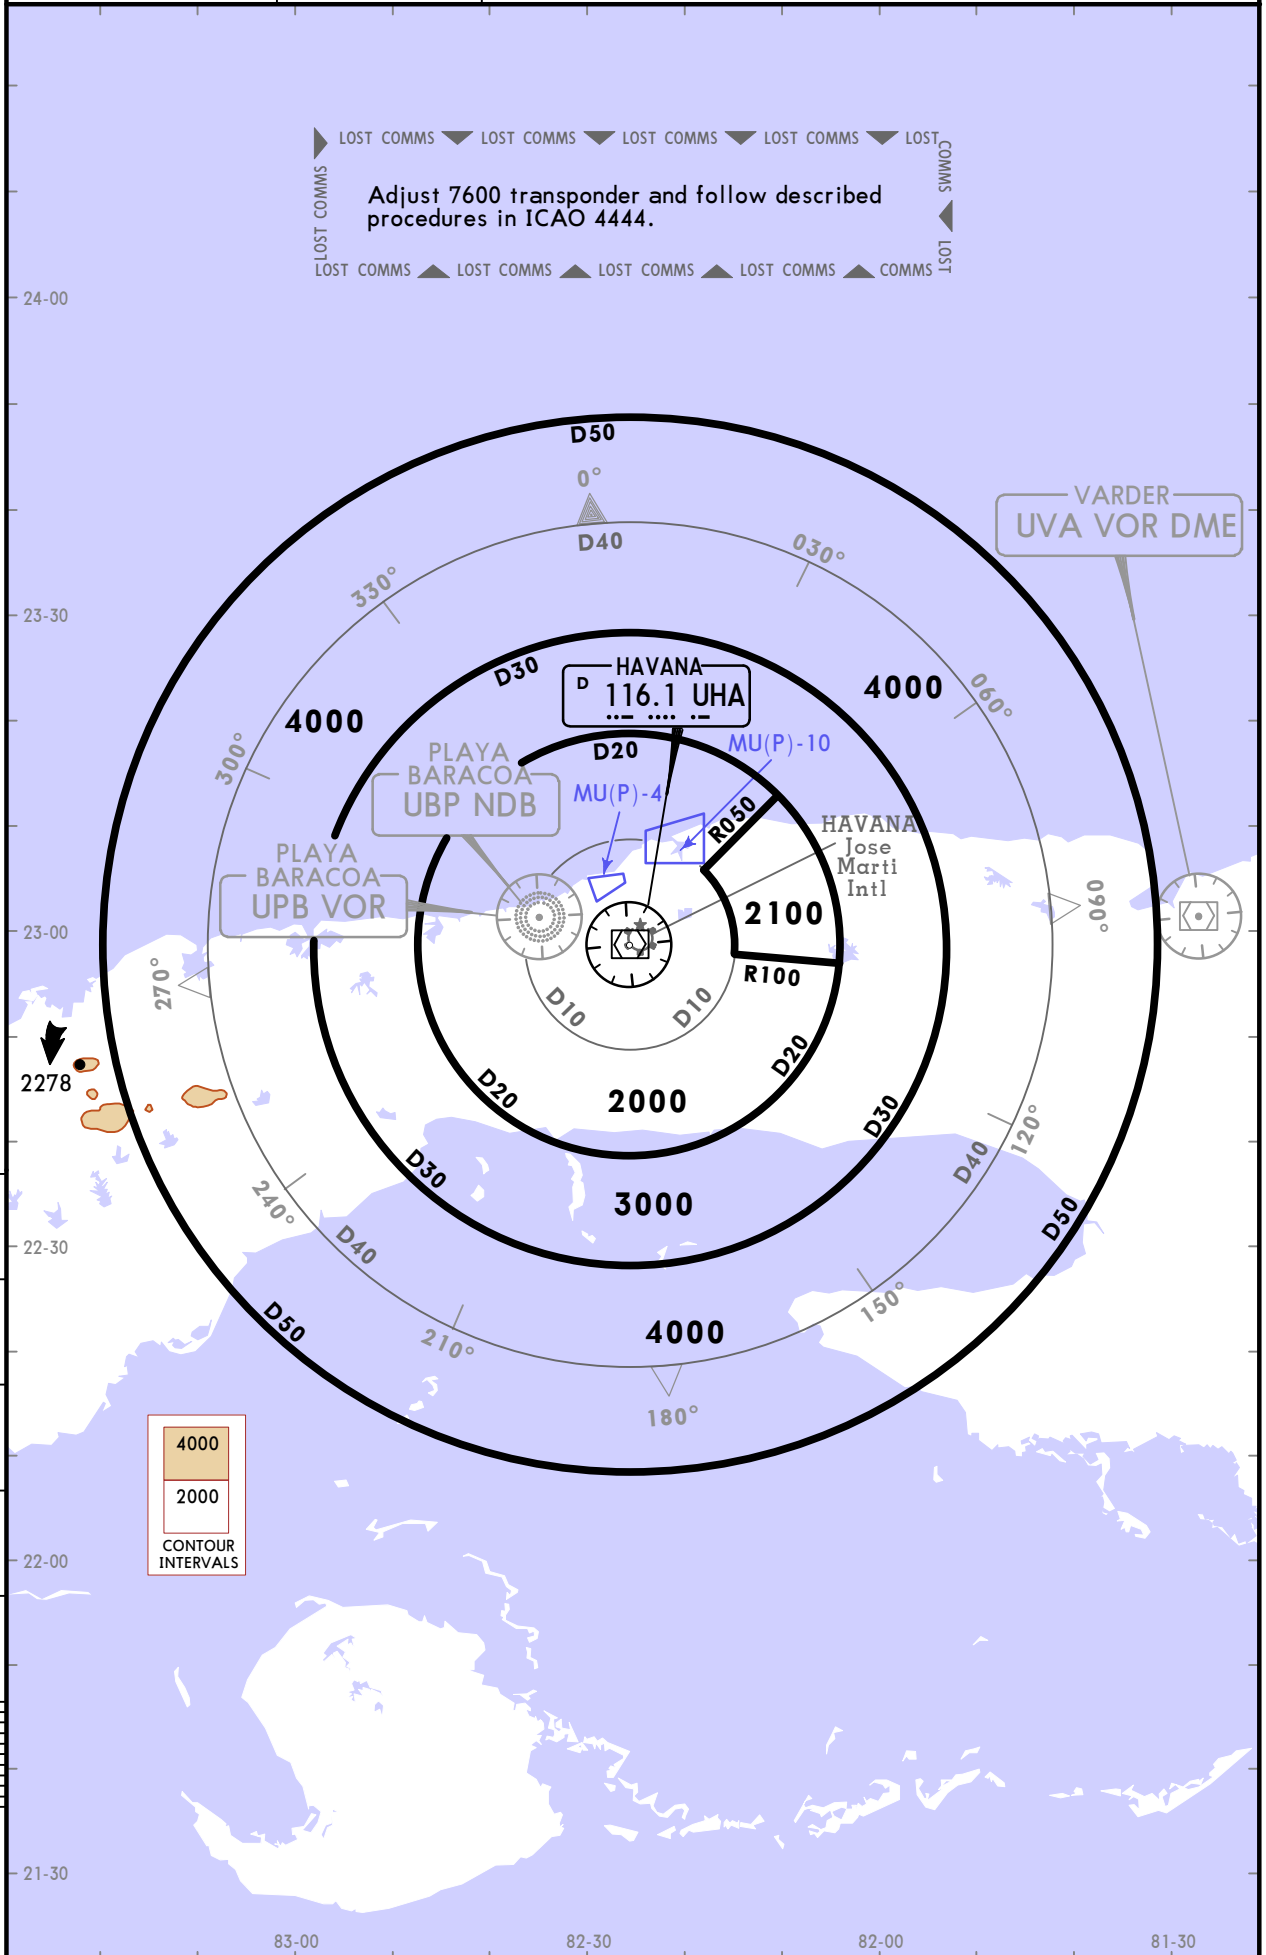 LOST COMMS LOST COMMS LOST COMMS LOST COMMS LOST
COMMS
LOST
LOST COMMS
Adjust 7600 transponder and follow described
procedures in ICAO 4444.
LOST COMMS LOST COMMS LOST COMMS LOST COMMS COMMS
24-00
D50
0°
D40
030°
VARDER
UVA VOR DME
330°
23-30
D30
HAVANA
D 116.1 UHA
4000
060°
4000
300°
D20
MU(P)-10
PLAYA
BARACOA
UBP NDB
MU(P)-4
R050
HAVANA
Jose
Marti
Intl
PLAYA
BARACOA
UPB VOR
090°
2100
23-00
270°
R100
D10
D10
2278
D20
D20
2000
D30
120°
D40
D30
240°
3000
D50
22-30
D40
150°
D50
210°
4000
180°
4000
2000
CONTOUR
INTERVALS
22-00
21-30
83-00
82-30
82-00
81-30